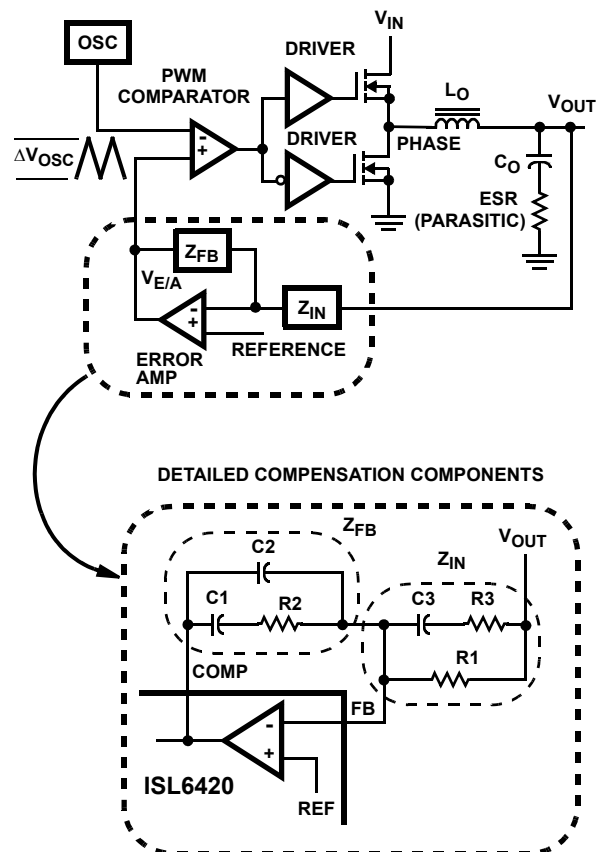 V_IN
OSC
DRIVER
PWM
COMPARATOR
L_O
V_OUT
DRIVER
-
+
PHASE
ΔV_OSC
C_O
ESR
(PARASITIC)
Z_FB
V_E/A
Z_IN
-
+
REFERENCE
ERROR
AMP
DETAILED COMPENSATION COMPONENTS
Z_FB
V_OUT
C2
Z_IN
C1
R2
C3
R3
R1
COMP
FB
-
+
ISL6420
REF